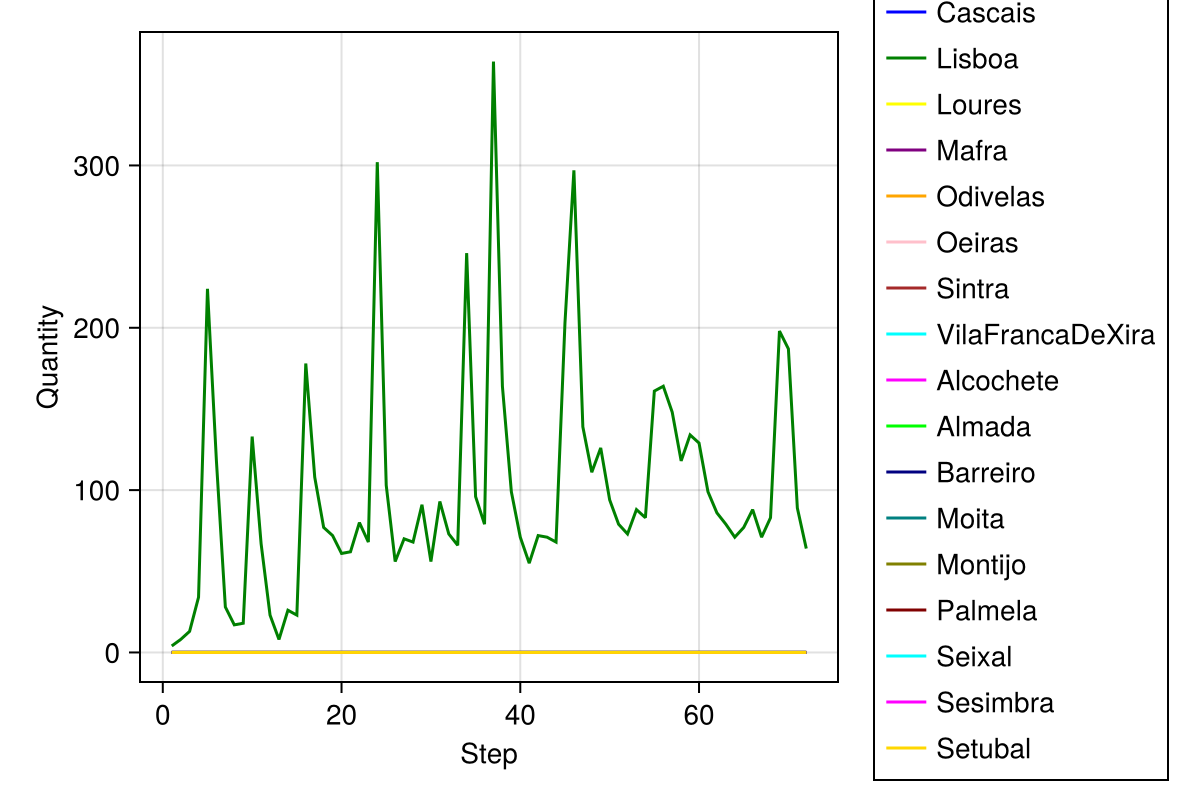 Cascais
Lisboa
Loures
Mafra
Odivelas
Oeiras
Sintra
VilaFrancaDeXira
Alcochete
Almada
Barreiro
Moita
Montijo
Palmela
Seixal
Sesimbra
Setubal
300
200
100
0
Quantity
0 20 40 60
Step